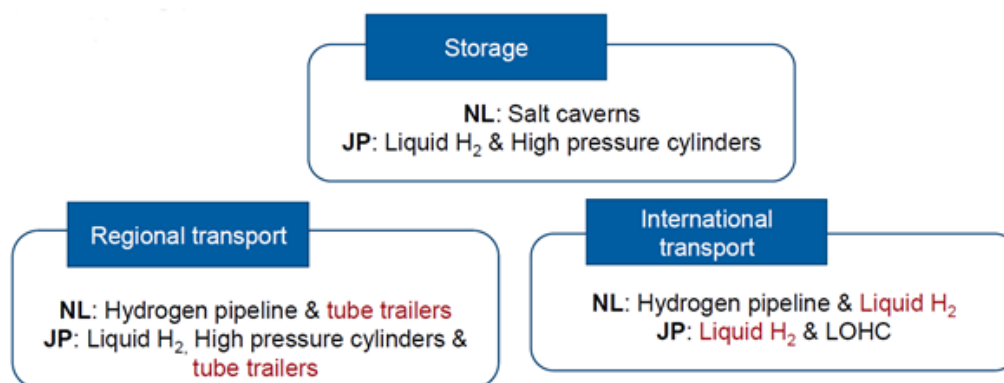 Storage
NL: Salt caverns
JP: Liquid H₂ & High pressure cylinders
Regional transport
NL: Hydrogen pipeline & tube trailers
JP: Liquid H₂, High pressure cylinders &
tube trailers
International
transport
NL: Hydrogen pipeline & Liquid H₂
JP: Liquid H₂ & LOHC